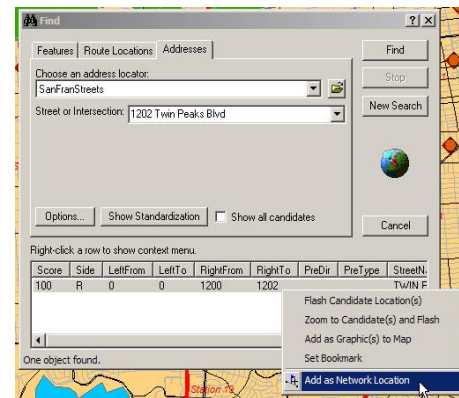 Find
Features Route Locations Addresses
Find
Choose an address locator:
Stop
SanFranStreets
New Search
Street or Intersection: 1202 Twin Peaks Blvd
Options... Show Standardization Show all candidates
Cancel
Right-click a row to show context menu.
Score Side LeftFrom LeftTo RightFrom RightTo PreDir PreType StreetN
100 R 0 0 1200 1202 TWIN
Flash Candidate Location(s)
Zoom to Candidate(s) and Flash
Add as Graphic(s) to Map
Set Bookmark
One object found.
Add as Network Location
Station